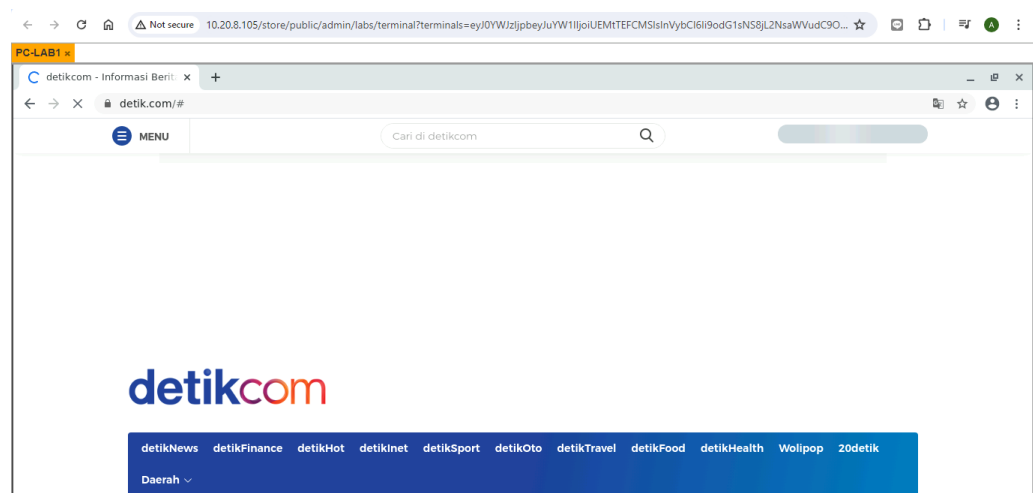 Not secure 10.20.8.105/store/public/admin/labs/terminal?terminals=eyJ0YWJzIjpbeyJuYW1lIjoiUEMtTEFCMSIsInVybCI6Ii9odG1sNS8jL2NsaWVudC9O...
A
PC-LAB1 ×
detikcom - Informasi Berit
detik.com/#
MENU
Cari di detikcom
detikcom
detikNews detikFinance detikHot detikInet detikSport detikOto detikTravel detikFood detikHealth Wolipop 20detik
Daerah